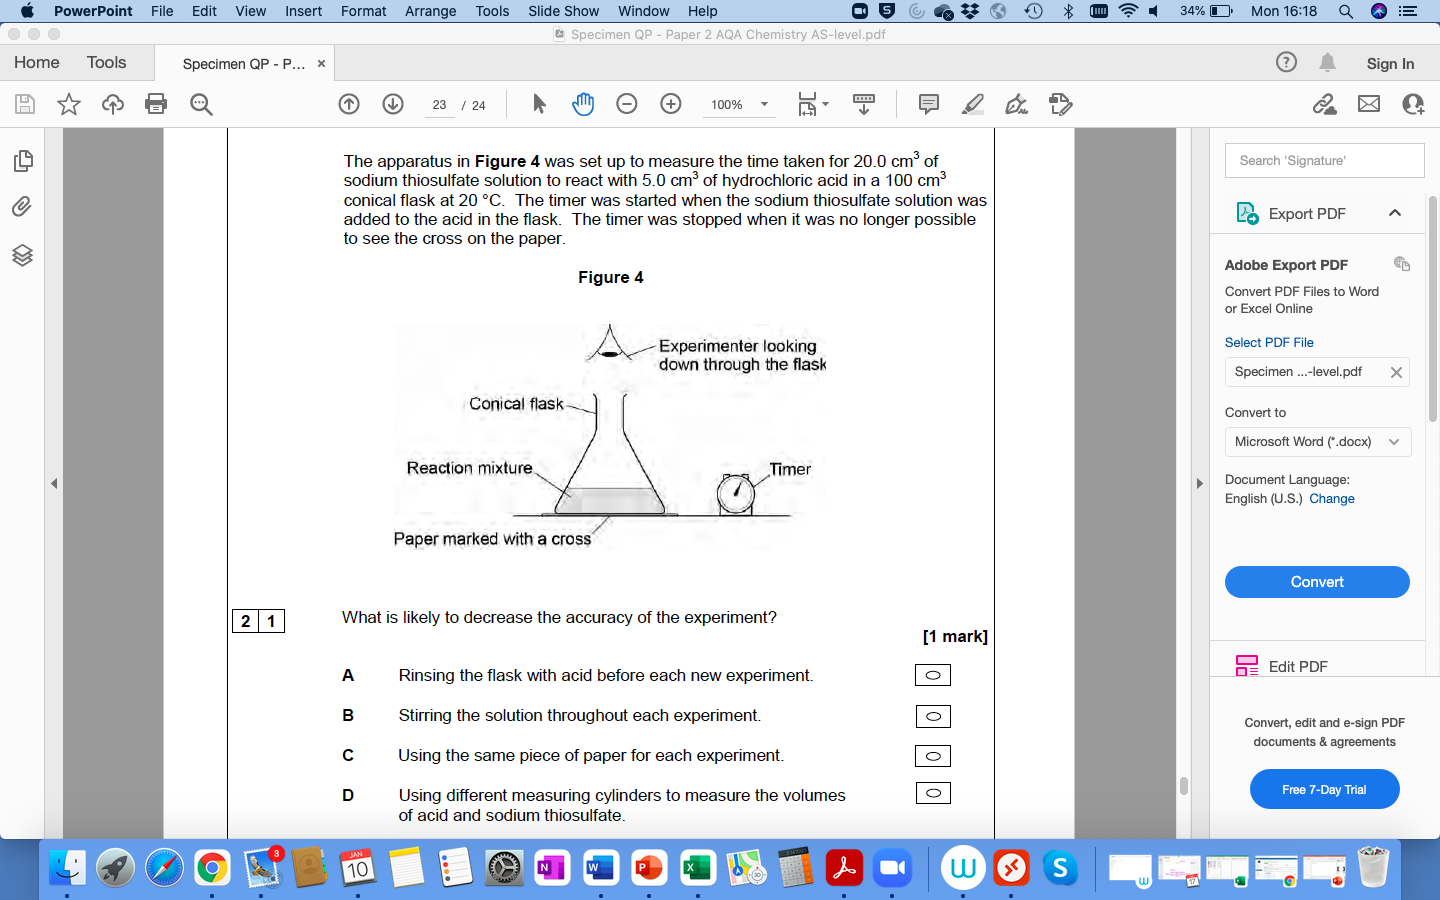 PowerPoint File Edit View Insert Format Arrange Tools Slide Show Window Help 34% Mon 16:18
Specimen QP - Paper 2 AQA Chemistry AS-level.pdf
Home Tools Specimen QP - P... × ? Sign In
23 / 24 100%
The apparatus in Figure 4 was set up to measure the time taken for 20.0 cm³ of
sodium thiosulfate solution to react with 5.0 cm³ of hydrochloric acid in a 100 cm³
conical flask at 20 °C. The timer was started when the sodium thiosulfate solution was
added to the acid in the flask. The timer was stopped when it was no longer possible
to see the cross on the paper.
Figure 4
Experimenter looking
down through the flask
Conical flask
Reaction mixture
Timer
Paper marked with a cross
2 1 What is likely to decrease the accuracy of the experiment?
[1 mark]
A Rinsing the flask with acid before each new experiment.
B Stirring the solution throughout each experiment.
C Using the same piece of paper for each experiment.
D Using different measuring cylinders to measure the volumes
of acid and sodium thiosulfate.
Search 'Signature'
Export PDF
Adobe Export PDF
Convert PDF Files to Word
or Excel Online
Select PDF File
Specimen ...-level.pdf
Convert to
Microsoft Word (*.docx)
Document Language:
English (U.S.) Change
Convert
Edit PDF
Convert, edit and e-sign PDF
documents & agreements
Free 7-Day Trial
3
JAN
10